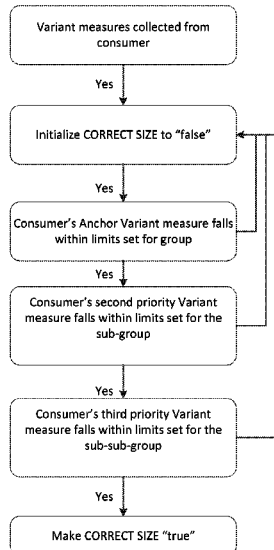 Variant measures collected from
consumer
Yes
Initialize CORRECT SIZE to "false"
Yes
Consumer's Anchor Variant measure falls
within limits set for group
Yes
Consumer's second priority Variant
measure falls within limits set for the
sub-group
Yes
Consumer's third priority Variant
measure falls within limits set for the
sub-sub-group
Yes
Make CORRECT SIZE "true"